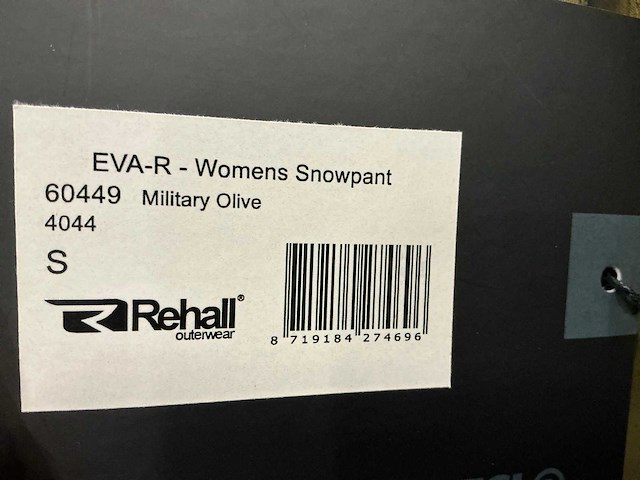 EVA-R - Womens Snowpant
60449 Military Olive
4044
S
Rehall®
outerwear
8 719184 274696